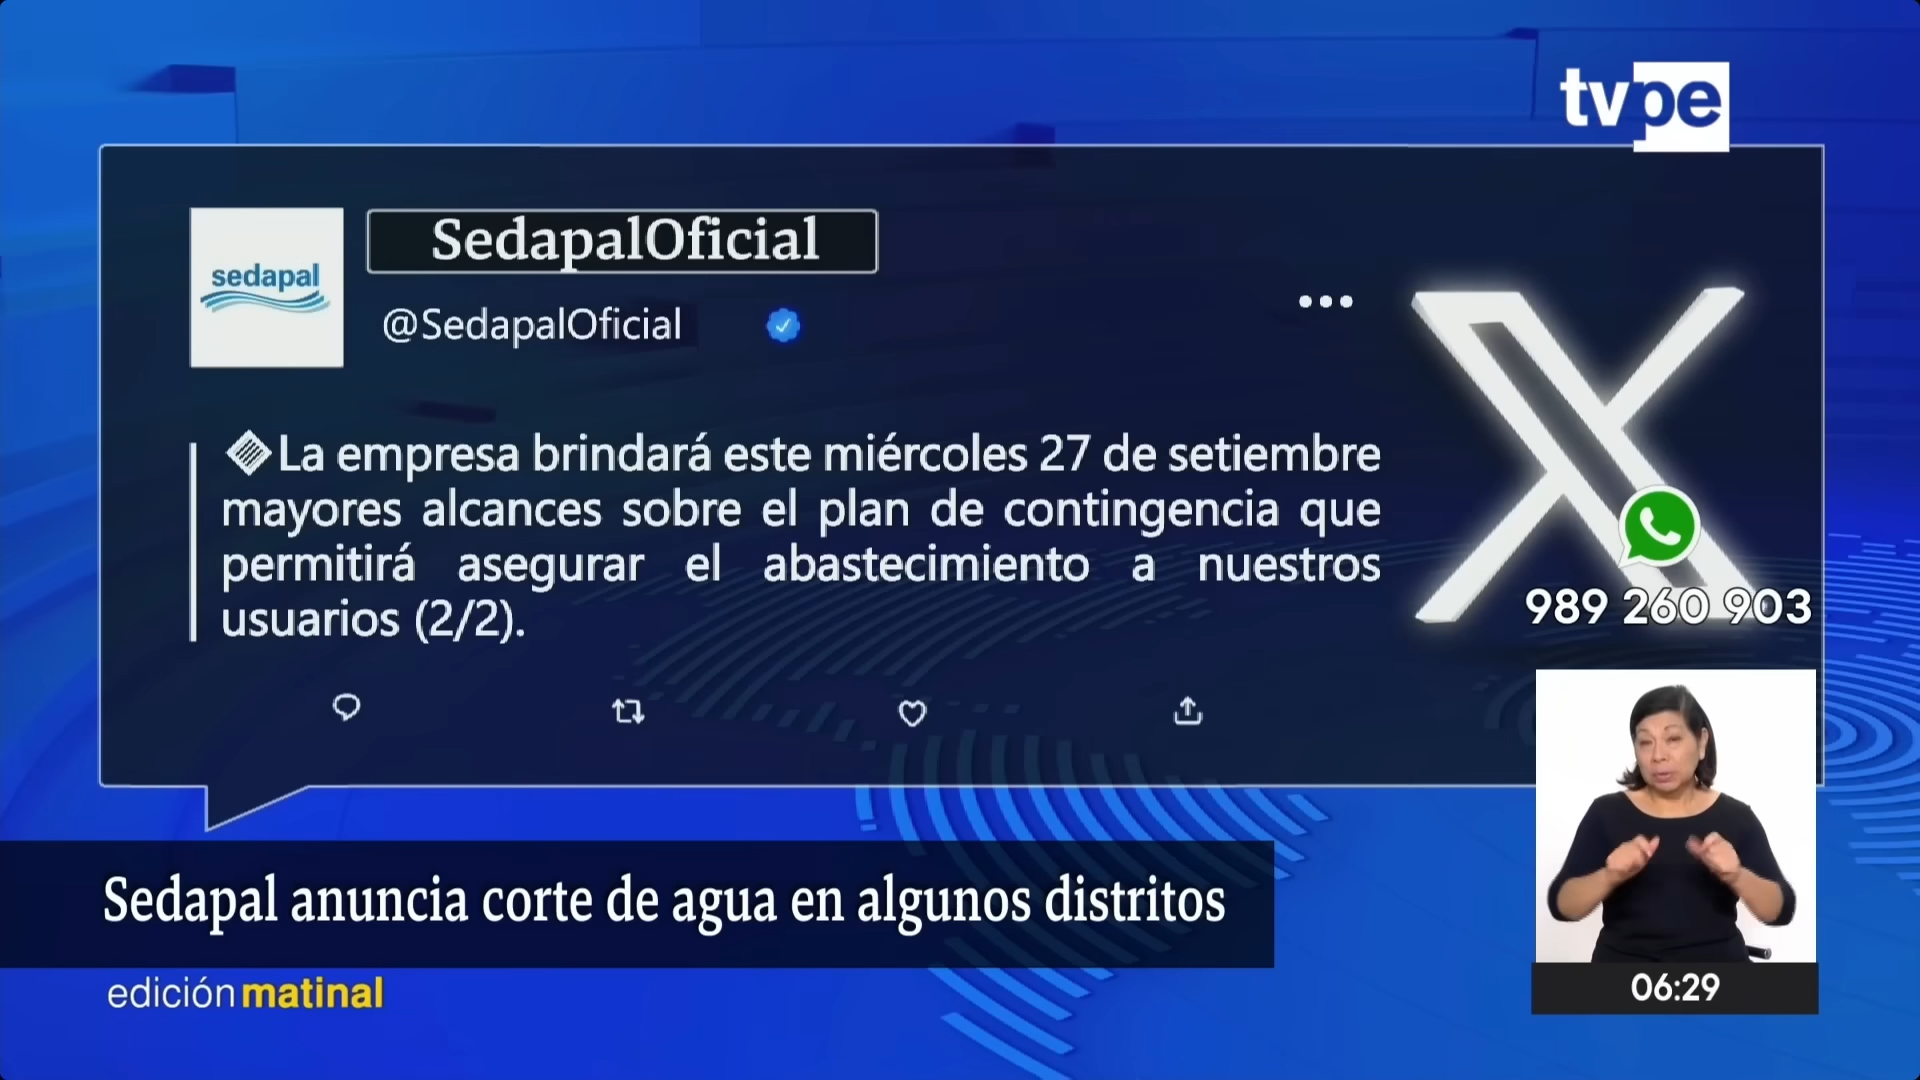 tvpe
SedapalOficial
sedapal
@SedapalOficial
La empresa brindará este miércoles 27 de setiembre
mayores alcances sobre el plan de contingencia que
permitirá asegurar el abastecimiento a nuestros
usuarios (2/2).
989 260 903
Sedapal anuncia corte de agua en algunos distritos
edición matinal
06:29